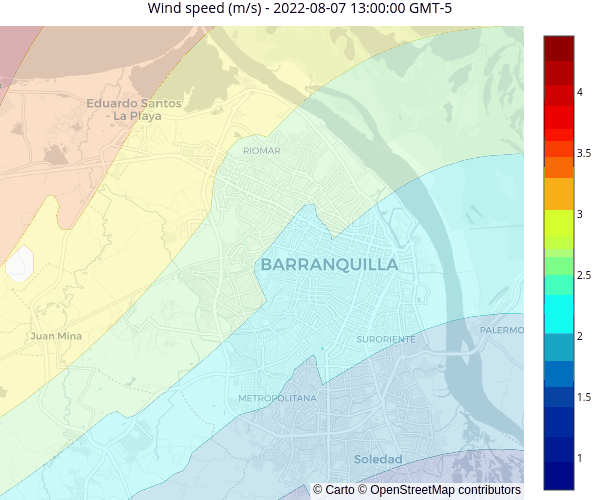 Wind speed (m/s) - 2022-08-07 13:00:00 GMT-5
Eduardo Santos
- La Playa
RIOMAR
BARRANQUILLA
Juan Mina
SURORIENTE
PALERMO
METROPOLITANA
Soledad
4
3.5
3
2.5
2
1.5
1
© Carto © OpenStreetMap contributors